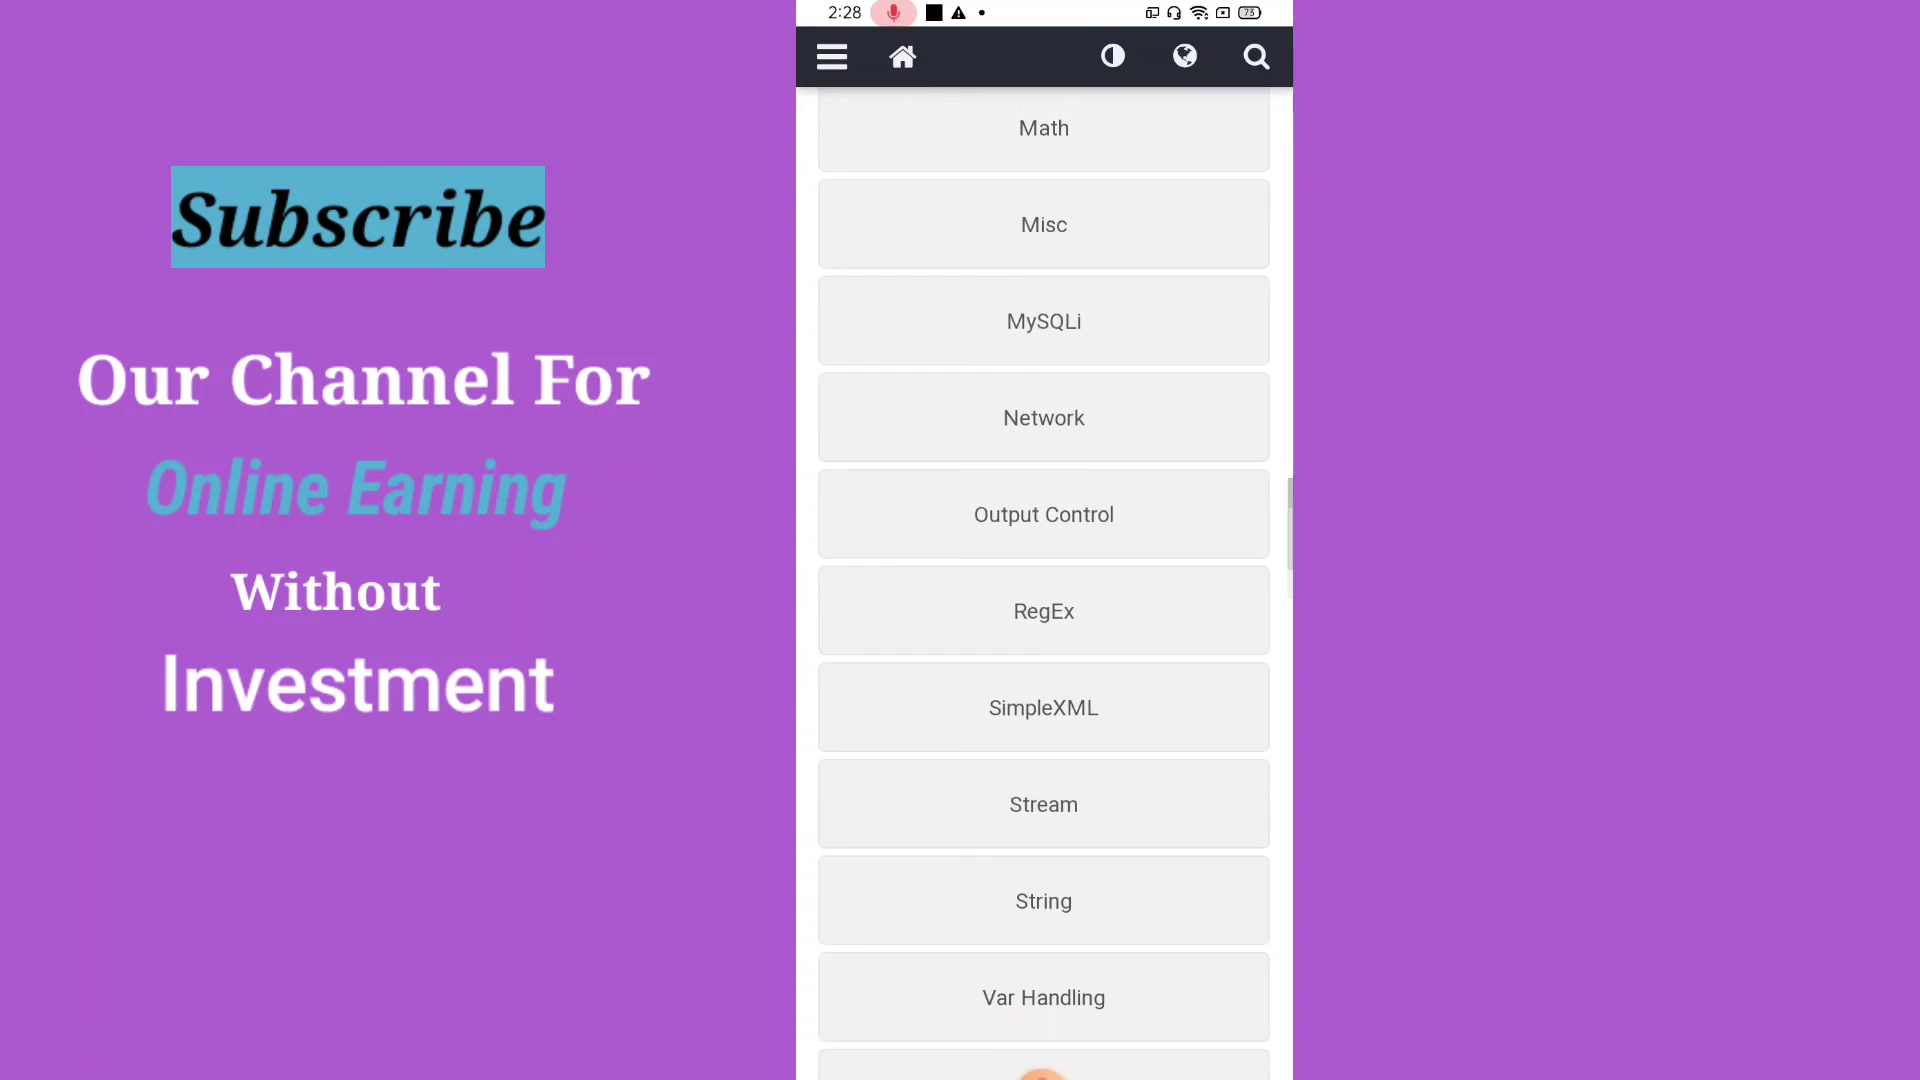 Subscribe
Our Channel For
Online Earning
Without
Investment
2:28
73
Math
Misc
MySQLi
Network
Output Control
RegEx
SimpleXML
Stream
String
Var Handling